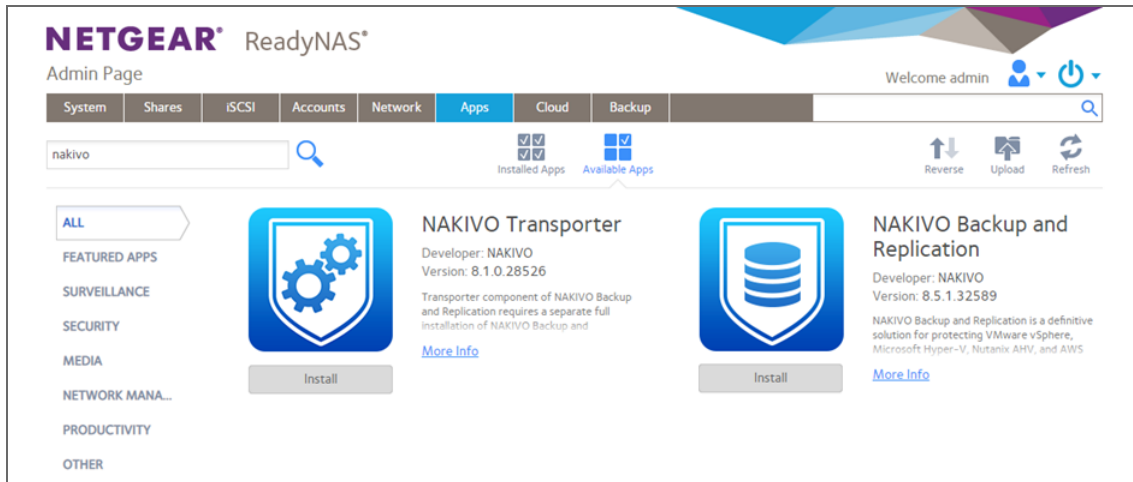 NETGEAR® ReadyNAS®
Admin Page
Welcome admin
System Shares iSCSI Accounts Network Apps Cloud Backup
nakivo
Installed Apps Available Apps
Reverse Upload Refresh
ALL
FEATURED APPS
SURVEILLANCE
SECURITY
MEDIA
NETWORK MANA...
PRODUCTIVITY
OTHER
NAKIVO Transporter
Developer: NAKIVO
Version: 8.1.0.28526
Transporter component of NAKIVO Backup
and Replication requires a separate full
installation of NAKIVO Backup and
More Info
Install
NAKIVO Backup and
Replication
Developer: NAKIVO
Version: 8.5.1.32589
NAKIVO Backup and Replication is a definitive
solution for protecting VMware vSphere,
Microsoft Hyper-V, Nutanix AHV, and AWS
More Info
Install